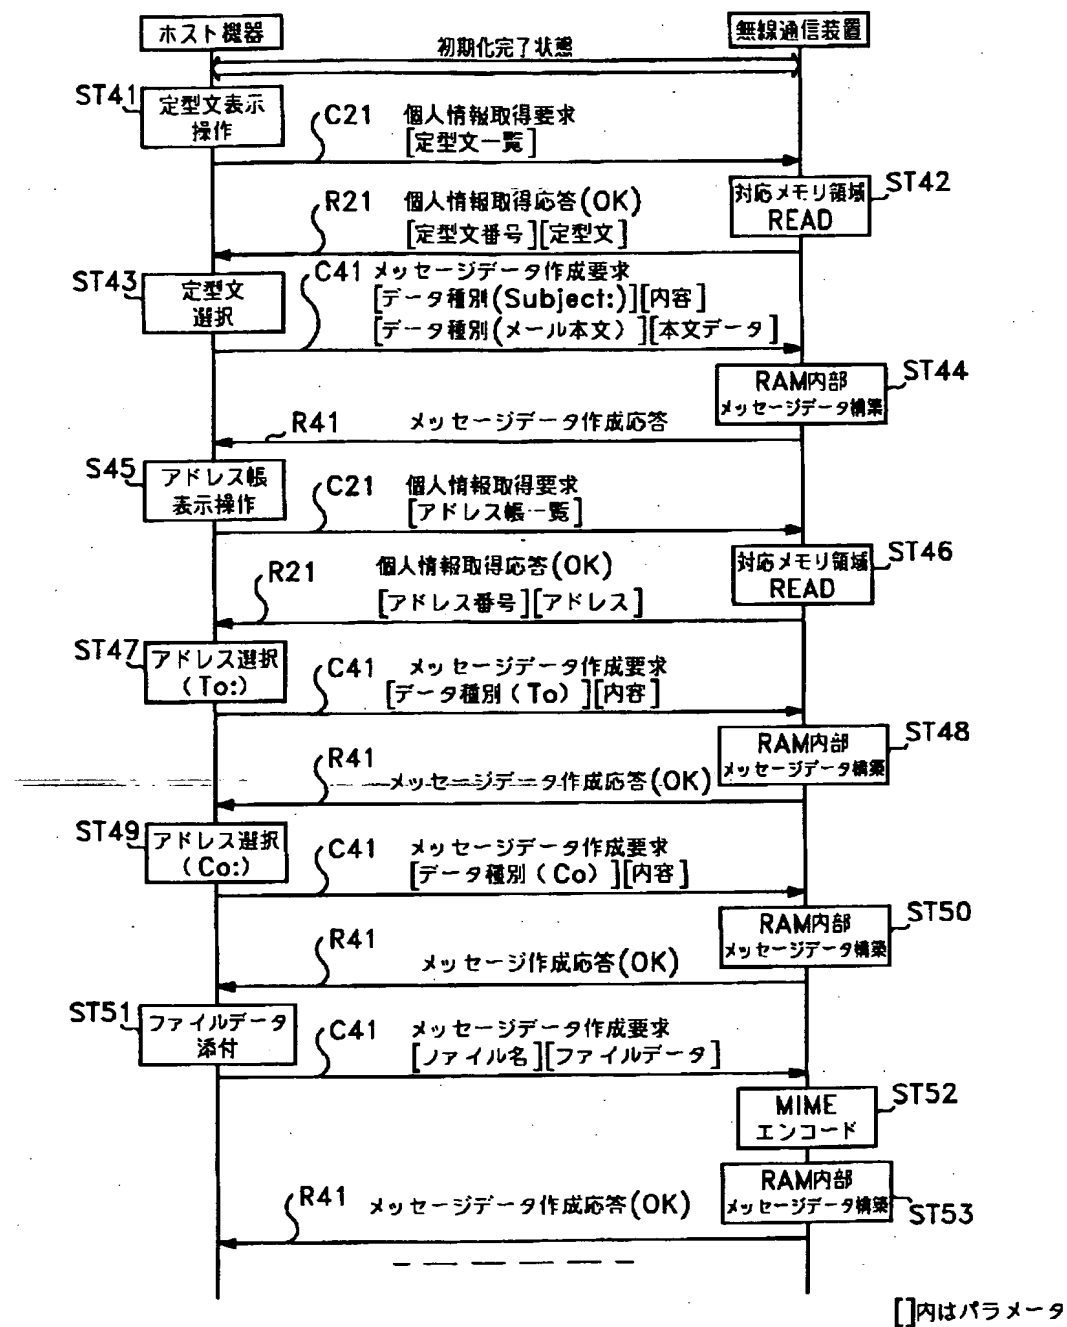 ホスト機器
無線通信装置
初期化完了状態
ST41
定型文表示
操作
C21 個人情報取得要求
[定型文一覧]
ST42
対応メモリ領域
READ
R21 個人情報取得応答(OK)
[定型文番号][定型文]
ST43
定型文
選択
C41 メッセージデータ作成要求
[データ種別(Subject:)][内容]
[データ種別(メール本文)][本文データ]
ST44
RAM内部
メッセージデータ構築
R41 メッセージデータ作成応答
S45
アドレス帳
表示操作
C21 個人情報取得要求
[アドレス帳一覧]
ST46
対応メモリ領域
READ
R21 個人情報取得応答(OK)
[アドレス番号][アドレス]
ST47
アドレス選択
(To:)
C41 メッセージデータ作成要求
[データ種別(To)][内容]
ST48
RAM内部
メッセージデータ構築
R41 メッセージデータ作成応答(OK)
ST49
アドレス選択
(Co:)
C41 メッセージデータ作成要求
[データ種別(Co)][内容]
ST50
RAM内部
メッセージデータ構築
R41 メッセージ作成応答(OK)
ST51
ファイルデータ
添付
C41 メッセージデータ作成要求
[ノァイル名][ファイルデータ]
ST52
MIME
エンコード
RAM内部
メッセージデータ構築
ST53
R41 メッセージデータ作成応答(OK)
[]内はパラメータ